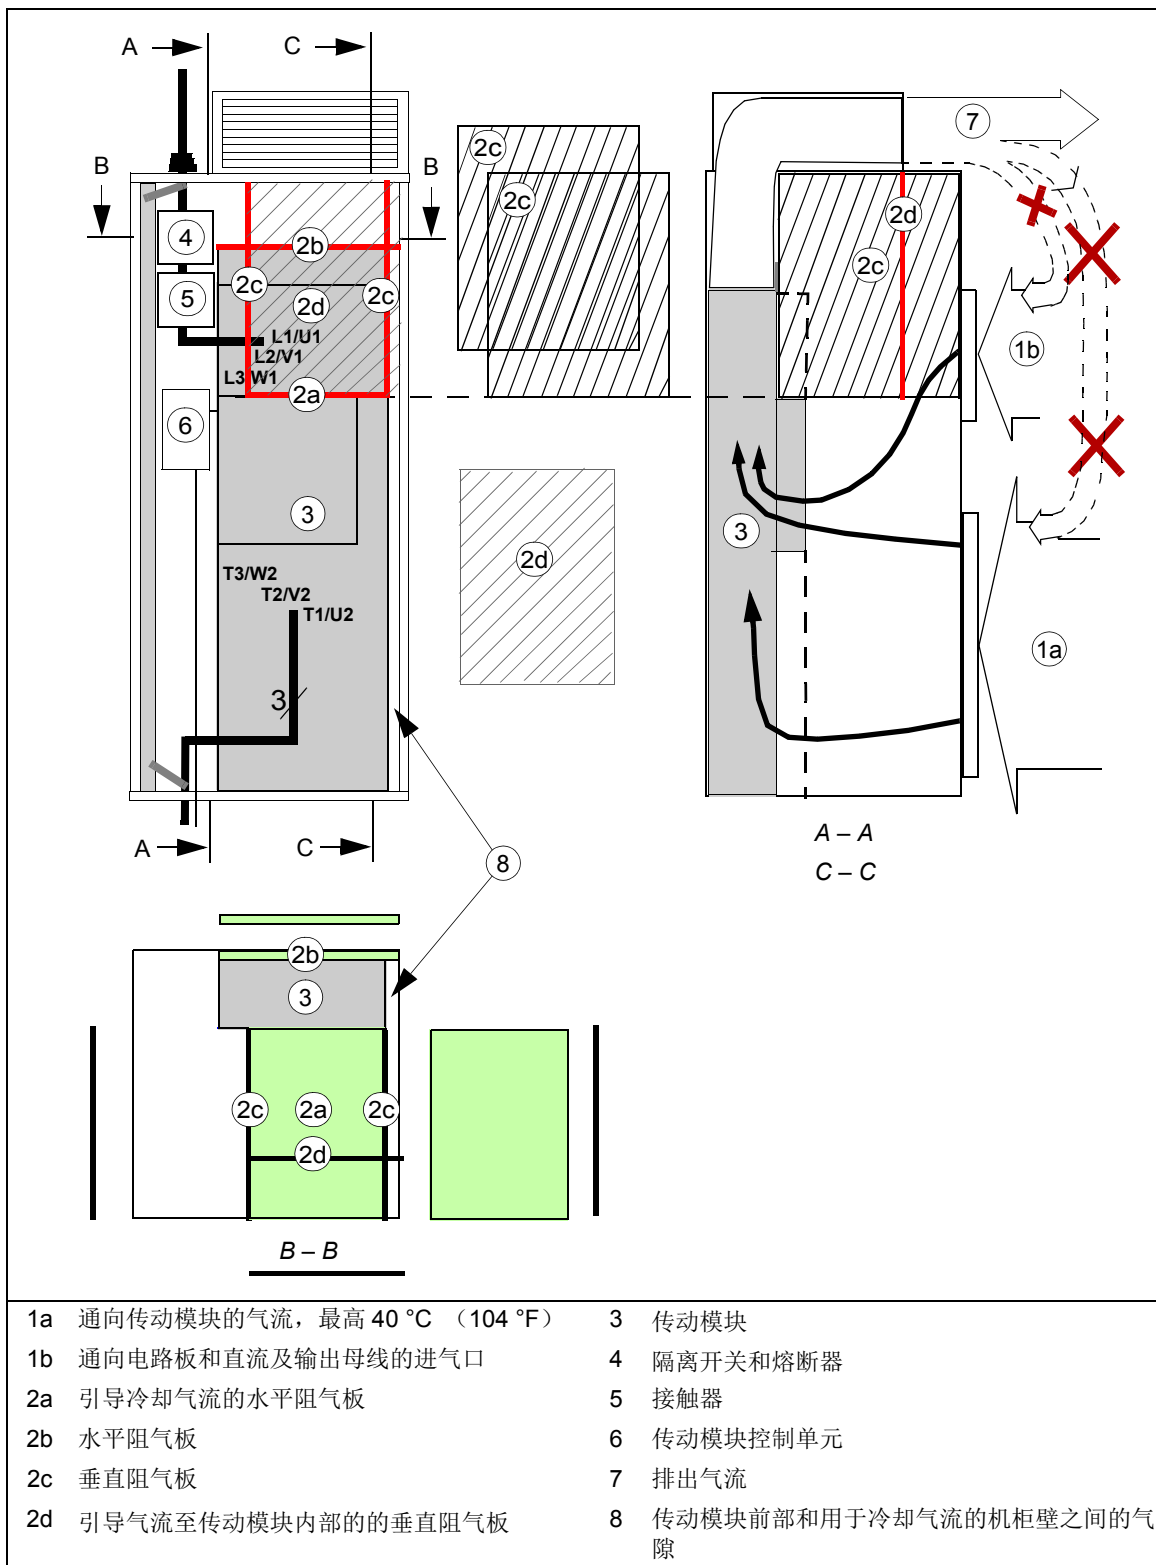 A
C
B
B
4
5
6
2b
2c
2c
2d
L1/U1
L2/V1
L3/W1
2a
3
T3/W2
T2/V2
T1/U2
3
A
C
2c
2c
2d
7
2d
2c
1b
3
1a
A – A
C – C
8
2b
3
2c
2a
2c
2d
B – B
1a 通向传动模块的气流，最高 40 °C （104 °F）
1b 通向电路板和直流及输出母线的进气口
2a 引导冷却气流的水平阻气板
2b 水平阻气板
2c 垂直阻气板
2d 引导气流至传动模块内部的的垂直阻气板
3 传动模块
4 隔离开关和熔断器
5 接触器
6 传动模块控制单元
7 排出气流
8 传动模块前部和用于冷却气流的机柜壁之间的气
隙